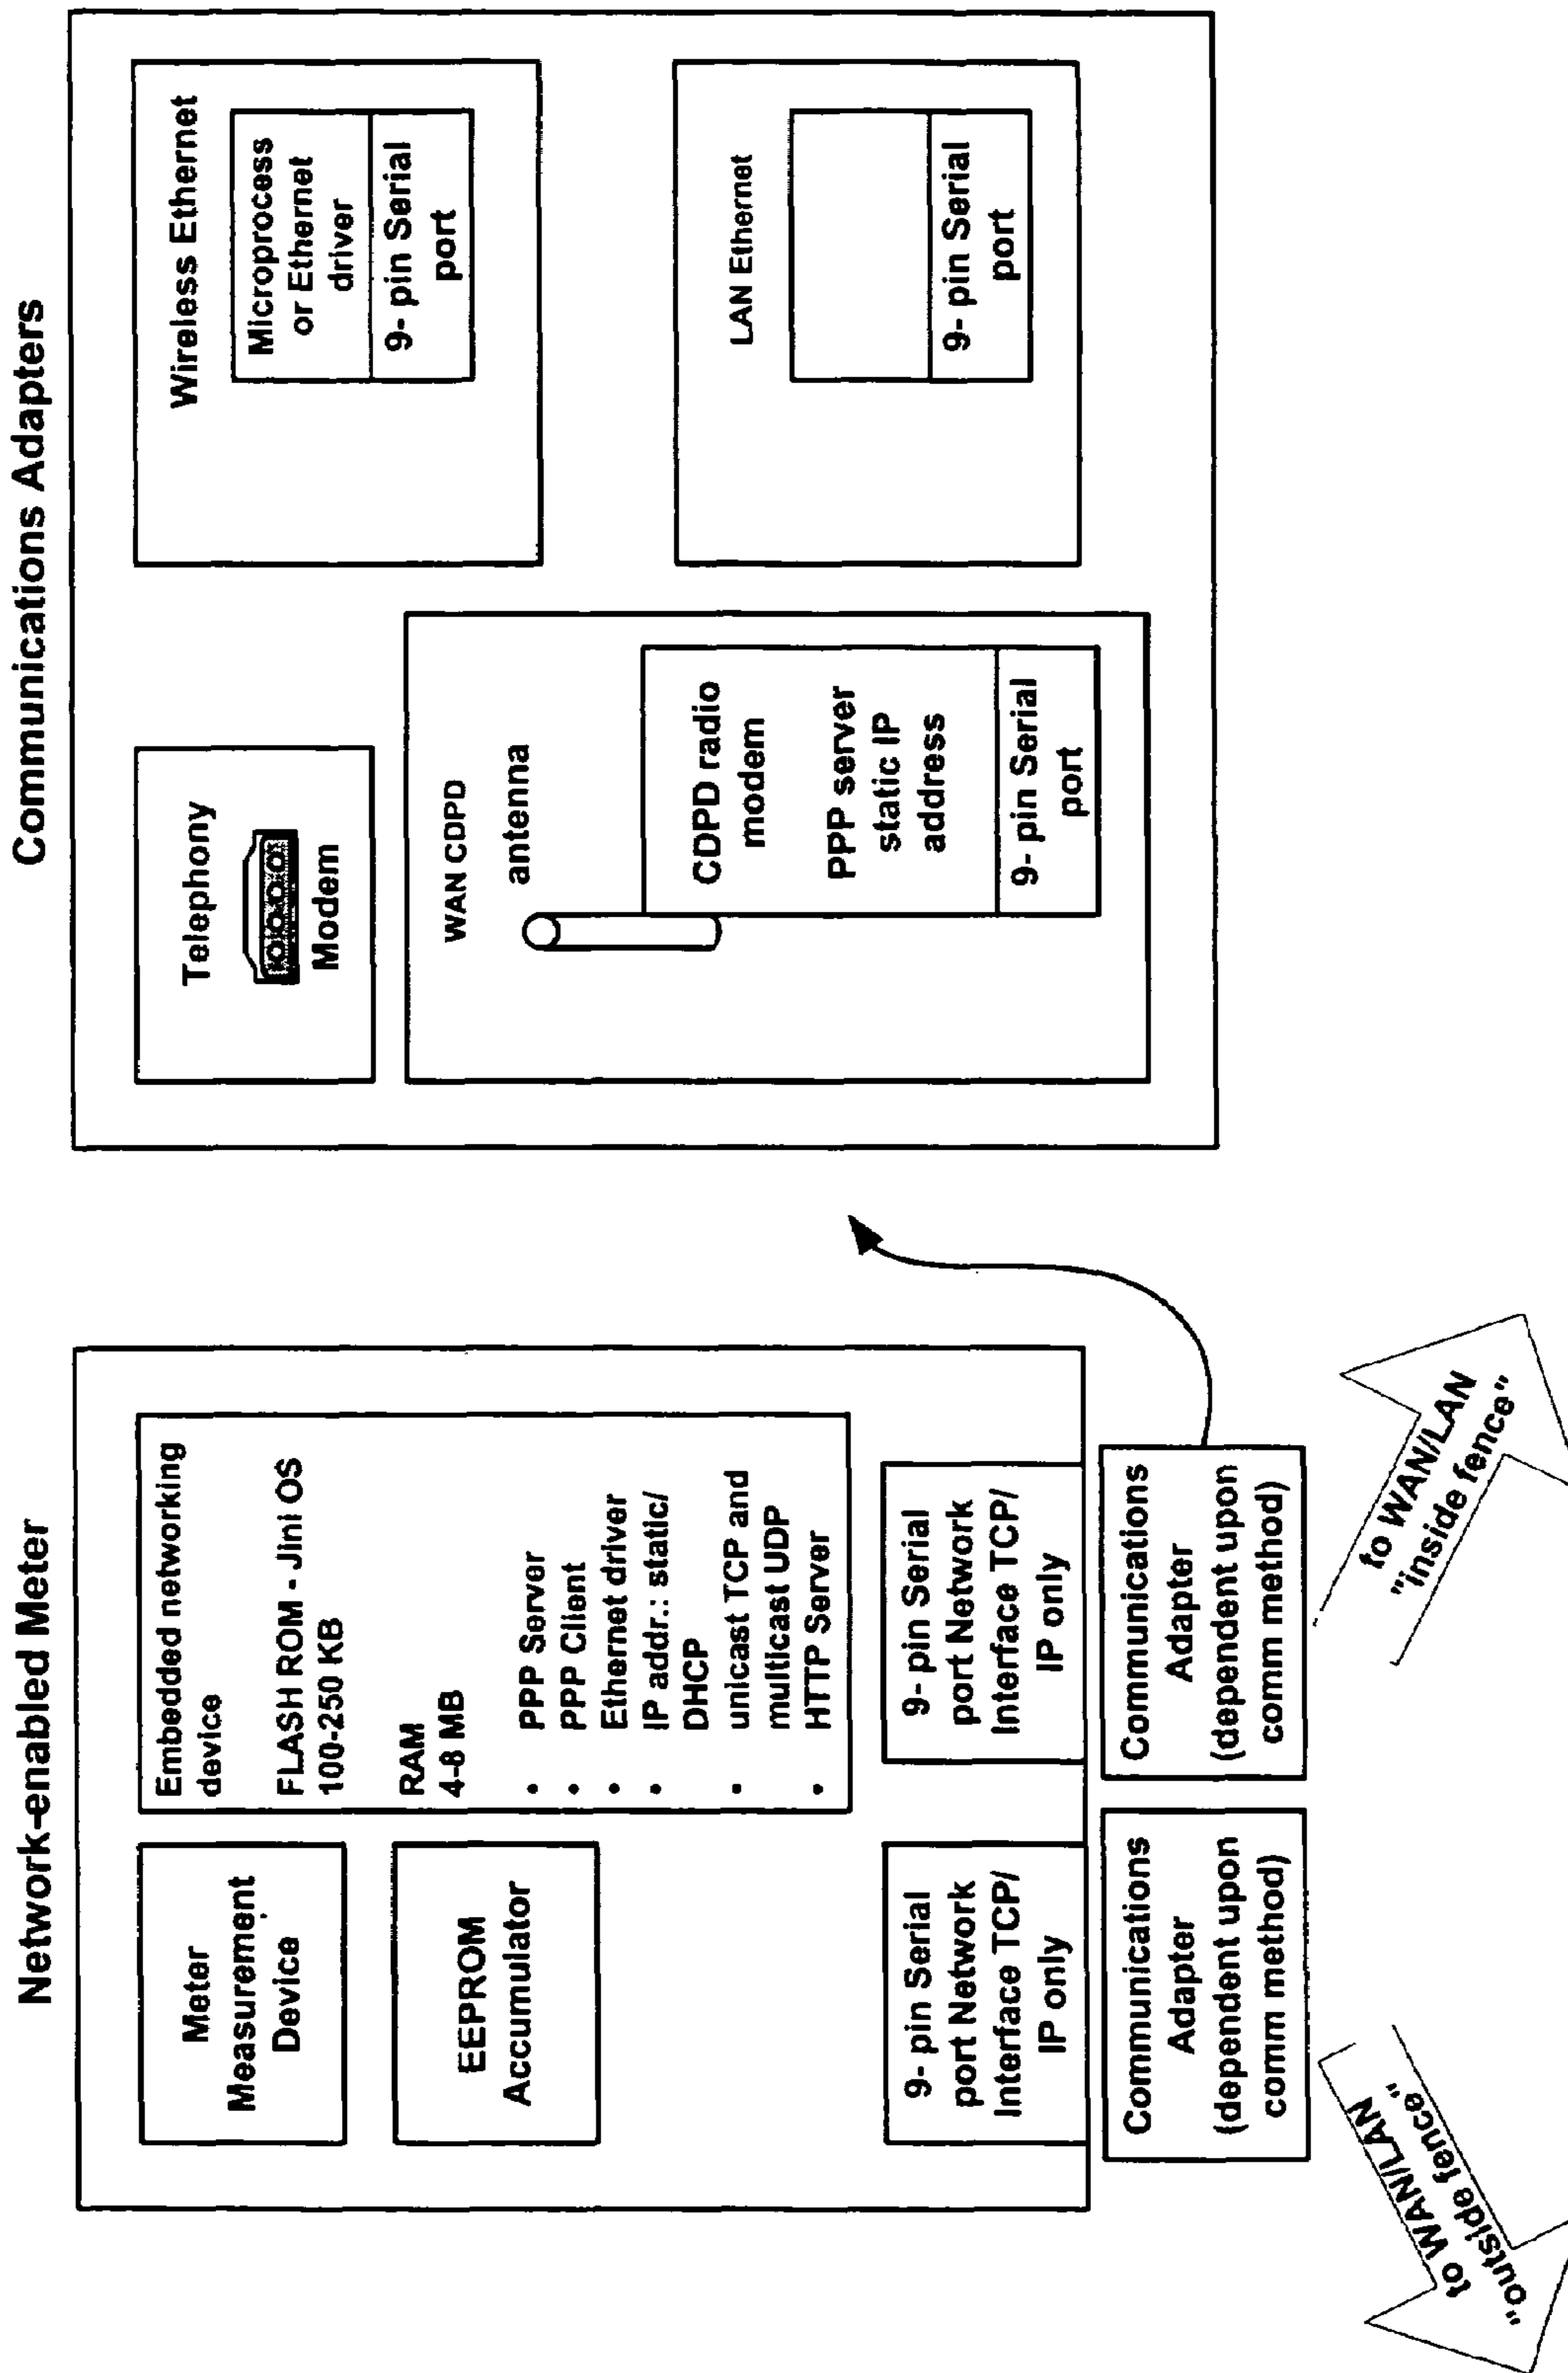 Network-enabled Meter
Meter
Measurement
Device
EEPROM
Accumulator
Embedded networking
device
FLASH ROM - Jini OS
100-250 KB
RAM
4-8 MB
• PPP Server
• PPP Client
• Ethernet driver
• IP addr.: static/
DHCP
• unicast TCP and
multicast UDP
• HTTP Server
9- pin Serial
port Network
Interface TCP/
IP only
9- pin Serial
port Network
Interface TCP/
IP only
Communications
Adapter
(dependent upon
comm method)
Communications
Adapter
(dependent upon
comm method)
to WAN/LAN
"outside fence"
to WAN/LAN
"inside fence"
Communications Adapters
Telephony
Modem
Wireless Ethernet
Microprocess
or Ethernet
driver
9- pin Serial
port
WAN CDPD
antenna
CDPD radio
modem
PPP server
static IP
address
9- pin Serial
port
LAN Ethernet
9- pin Serial
port